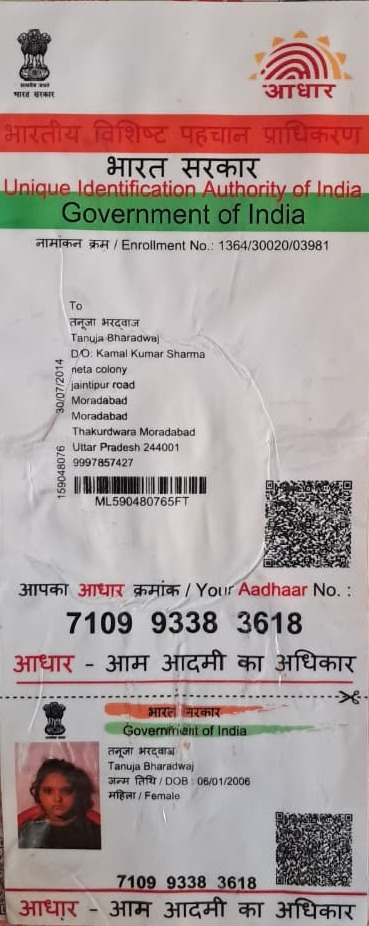 सत्यमेव जयते
भारत सरकार
आधार
भारतीय विशिष्ट पहचान प्राधिकरण
भारत सरकार
Unique Identification Authority of India
Government of India
नामांकन क्रम / Enrollment No.: 1364/30020/03981
To
तनूजा भरदवाज
Tanuja Bharadwaj
D/O: Kamal Kumar Sharma
neta colony
jaintipur road
Moradabad
Moradabad
Thakurdwara Moradabad
Uttar Pradesh 244001
9997857427
159048076 30/07/2014
ML590480765FT
आपका आधार क्रमांक / Your Aadhaar No. :
7109 9338 3618
आधार - आम आदमी का अधिकार
भारत सरकार
Government of India
तनूजा भरदवाज
Tanuja Bharadwaj
जन्म तिथि / DOB : 06/01/2006
महिला / Female
7109 9338 3618
आधार - आम आदमी का अधिकार